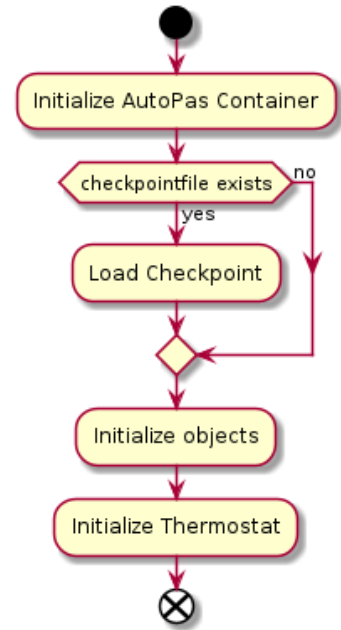 Initialize AutoPas Container
checkpointfile exists
no
yes
Load Checkpoint
Initialize objects
Initialize Thermostat